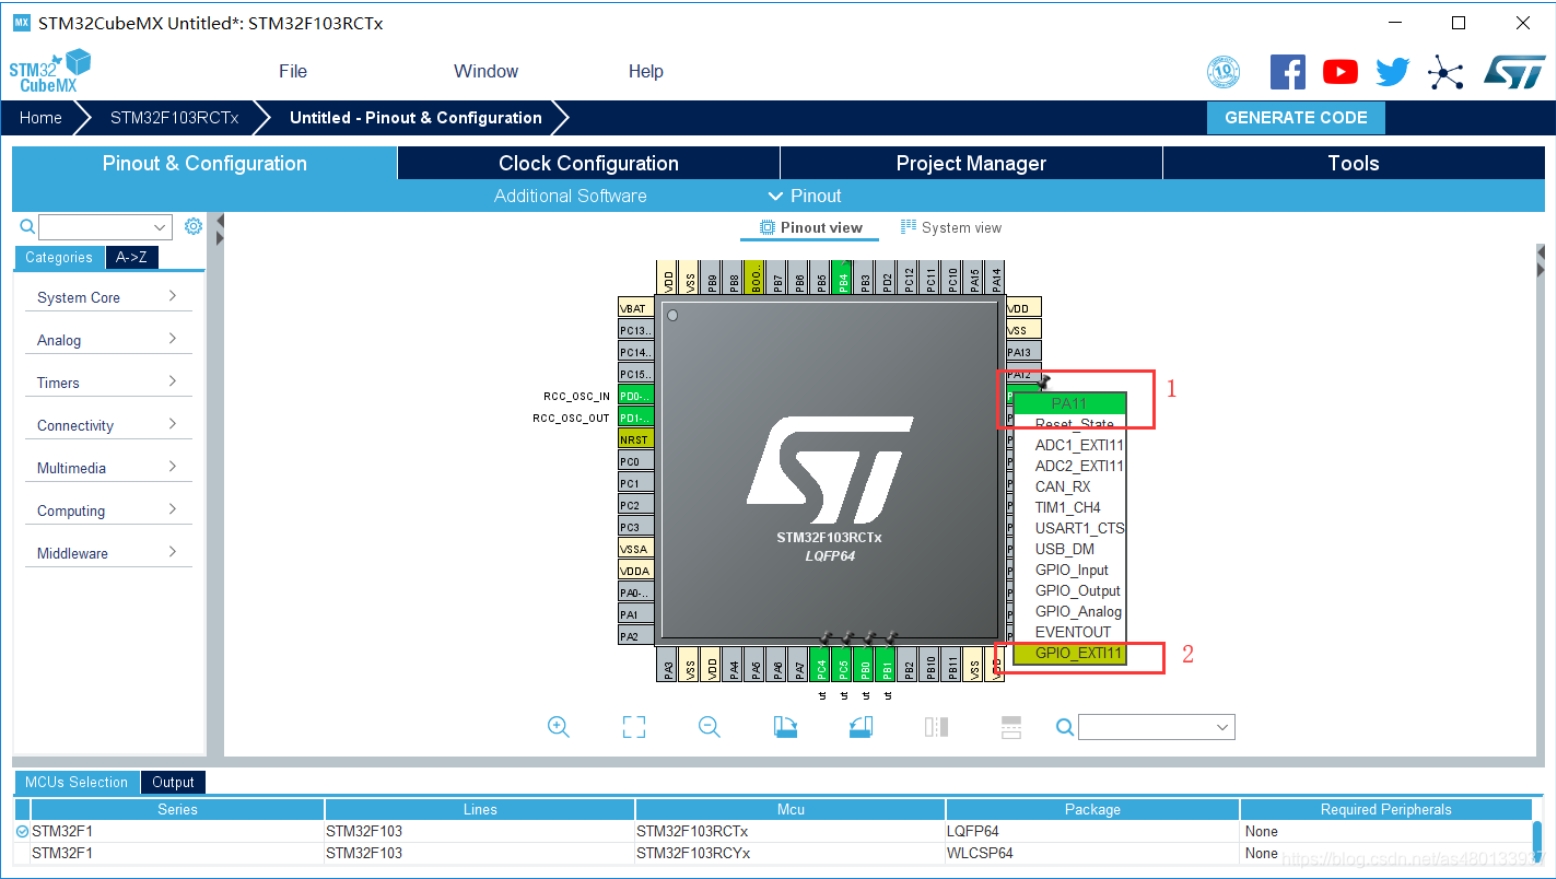 MX STM32CubeMX Untitled*: STM32F103RCTx
STM32
CubeMX
File Window Help
10
Home STM32F103RCTx Untitled - Pinout & Configuration GENERATE CODE
Pinout & Configuration Clock Configuration Project Manager Tools
Additional Software Pinout
Pinout view System view
Categories A->Z
System Core
Analog
Timers
Connectivity
Multimedia
Computing
Middleware
VDD VSS PB9 PB8 BOO.. PB7 PB6 PB5 PB4 PB3 PD2 PC12 PC11 PC10 PA15 PA14
VBAT
PC13..
PC14..
PC15..
RCC_OSC_IN PD0-..
RCC_OSC_OUT PD1-..
NRST
PC0
PC1
PC2
PC3
VSSA
VDDA
PA0-..
PA1
PA2
STM32F103RCTx
LQFP64
VDD
VSS
PA13
PA12
1
PA11
Reset_State
ADC1_EXTI11
ADC2_EXTI11
CAN_RX
TIM1_CH4
USART1_CTS
USB_DM
GPIO_Input
GPIO_Output
GPIO_Analog
EVENTOUT
GPIO_EXTI11
2
PA3 VSS VDD PA4 PA5 PA6 PA7 PC4 PC5 PB0 PB1 PB2 PB10 PB11 VSS VDD
MCUs Selection Output
Series Lines Mcu Package Required Peripherals
STM32F1 STM32F103 STM32F103RCTx LQFP64 None
STM32F1 STM32F103 STM32F103RCYx WLCSP64 None
https://blog.csdn.net/as480133937